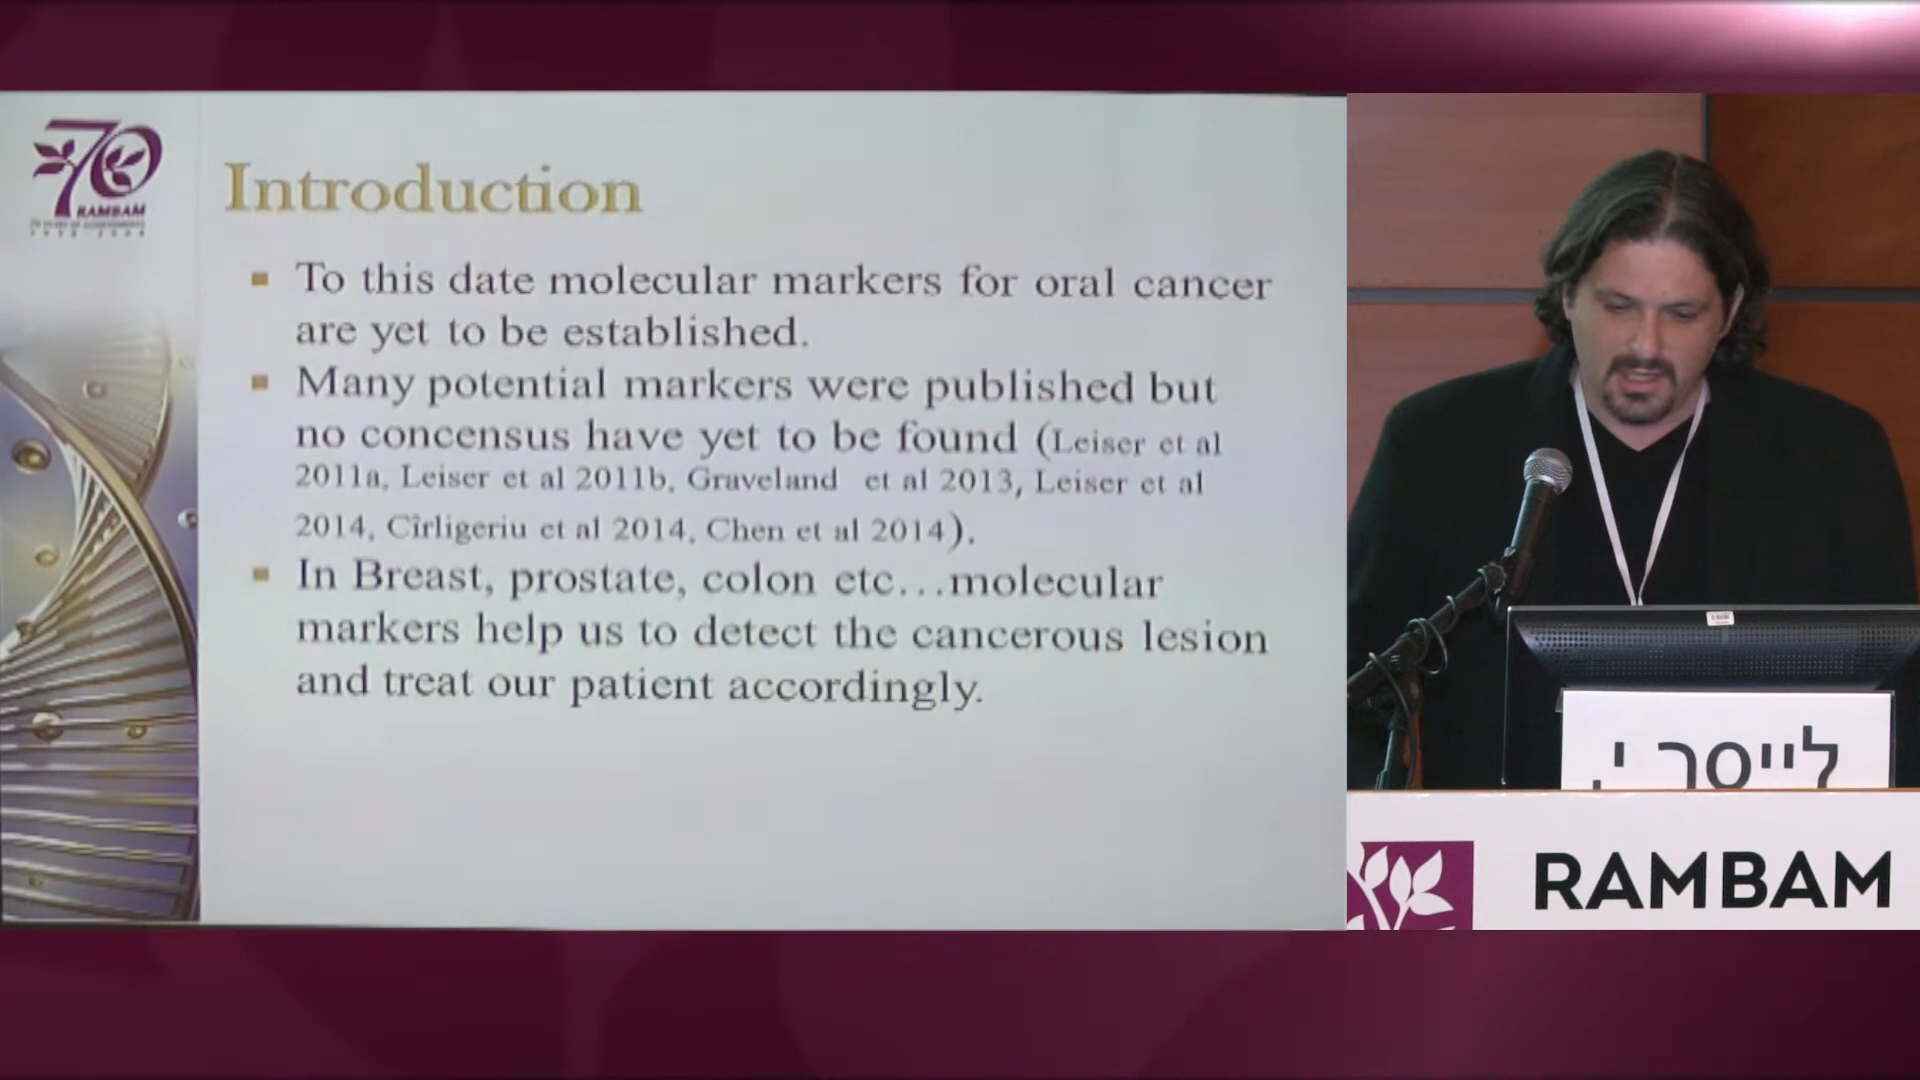 70
RAMBAM
Introduction
To this date molecular markers for oral cancer
are yet to be established.
Many potential markers were published but
no concensus have yet to be found (Leiser et al
2011a, Leiser et al 2011b, Graveland et al 2013, Leiser et al
2014, Cîrligeriu et al 2014, Chen et al 2014).
In Breast, prostate, colon etc...molecular
markers help us to detect the cancerous lesion
and treat our patient accordingly.
לייסר י.
RAMBAM